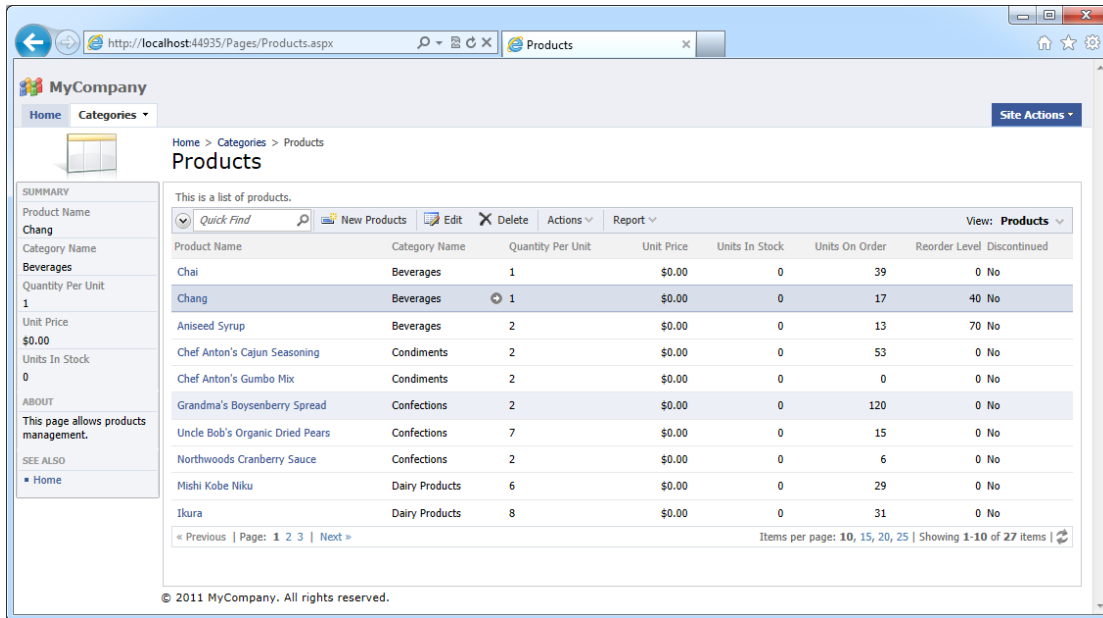 http://localhost:44935/Pages/Products.aspx Products
MyCompany
Home Categories Site Actions
Home > Categories > Products
Products
SUMMARY
Product Name
Chang
Category Name
Beverages
Quantity Per Unit
1
Unit Price
$0.00
Units In Stock
0
ABOUT
This page allows products
management.
SEE ALSO
Home
This is a list of products.
Quick Find New Products Edit Delete Actions Report View: Products
Product Name Category Name Quantity Per Unit Unit Price Units In Stock Units On Order Reorder Level Discontinued
Chai Beverages 1 $0.00 0 39 0 No
Chang Beverages 1 $0.00 0 17 40 No
Aniseed Syrup Beverages 2 $0.00 0 13 70 No
Chef Anton's Cajun Seasoning Condiments 2 $0.00 0 53 0 No
Chef Anton's Gumbo Mix Condiments 2 $0.00 0 0 0 No
Grandma's Boysenberry Spread Confections 2 $0.00 0 120 0 No
Uncle Bob's Organic Dried Pears Confections 7 $0.00 0 15 0 No
Northwoods Cranberry Sauce Confections 2 $0.00 0 6 0 No
Mishi Kobe Niku Dairy Products 6 $0.00 0 29 0 No
Ikura Dairy Products 8 $0.00 0 31 0 No
« Previous | Page: 1 2 3 | Next » Items per page: 10, 15, 20, 25 | Showing 1-10 of 27 items |
© 2011 MyCompany. All rights reserved.